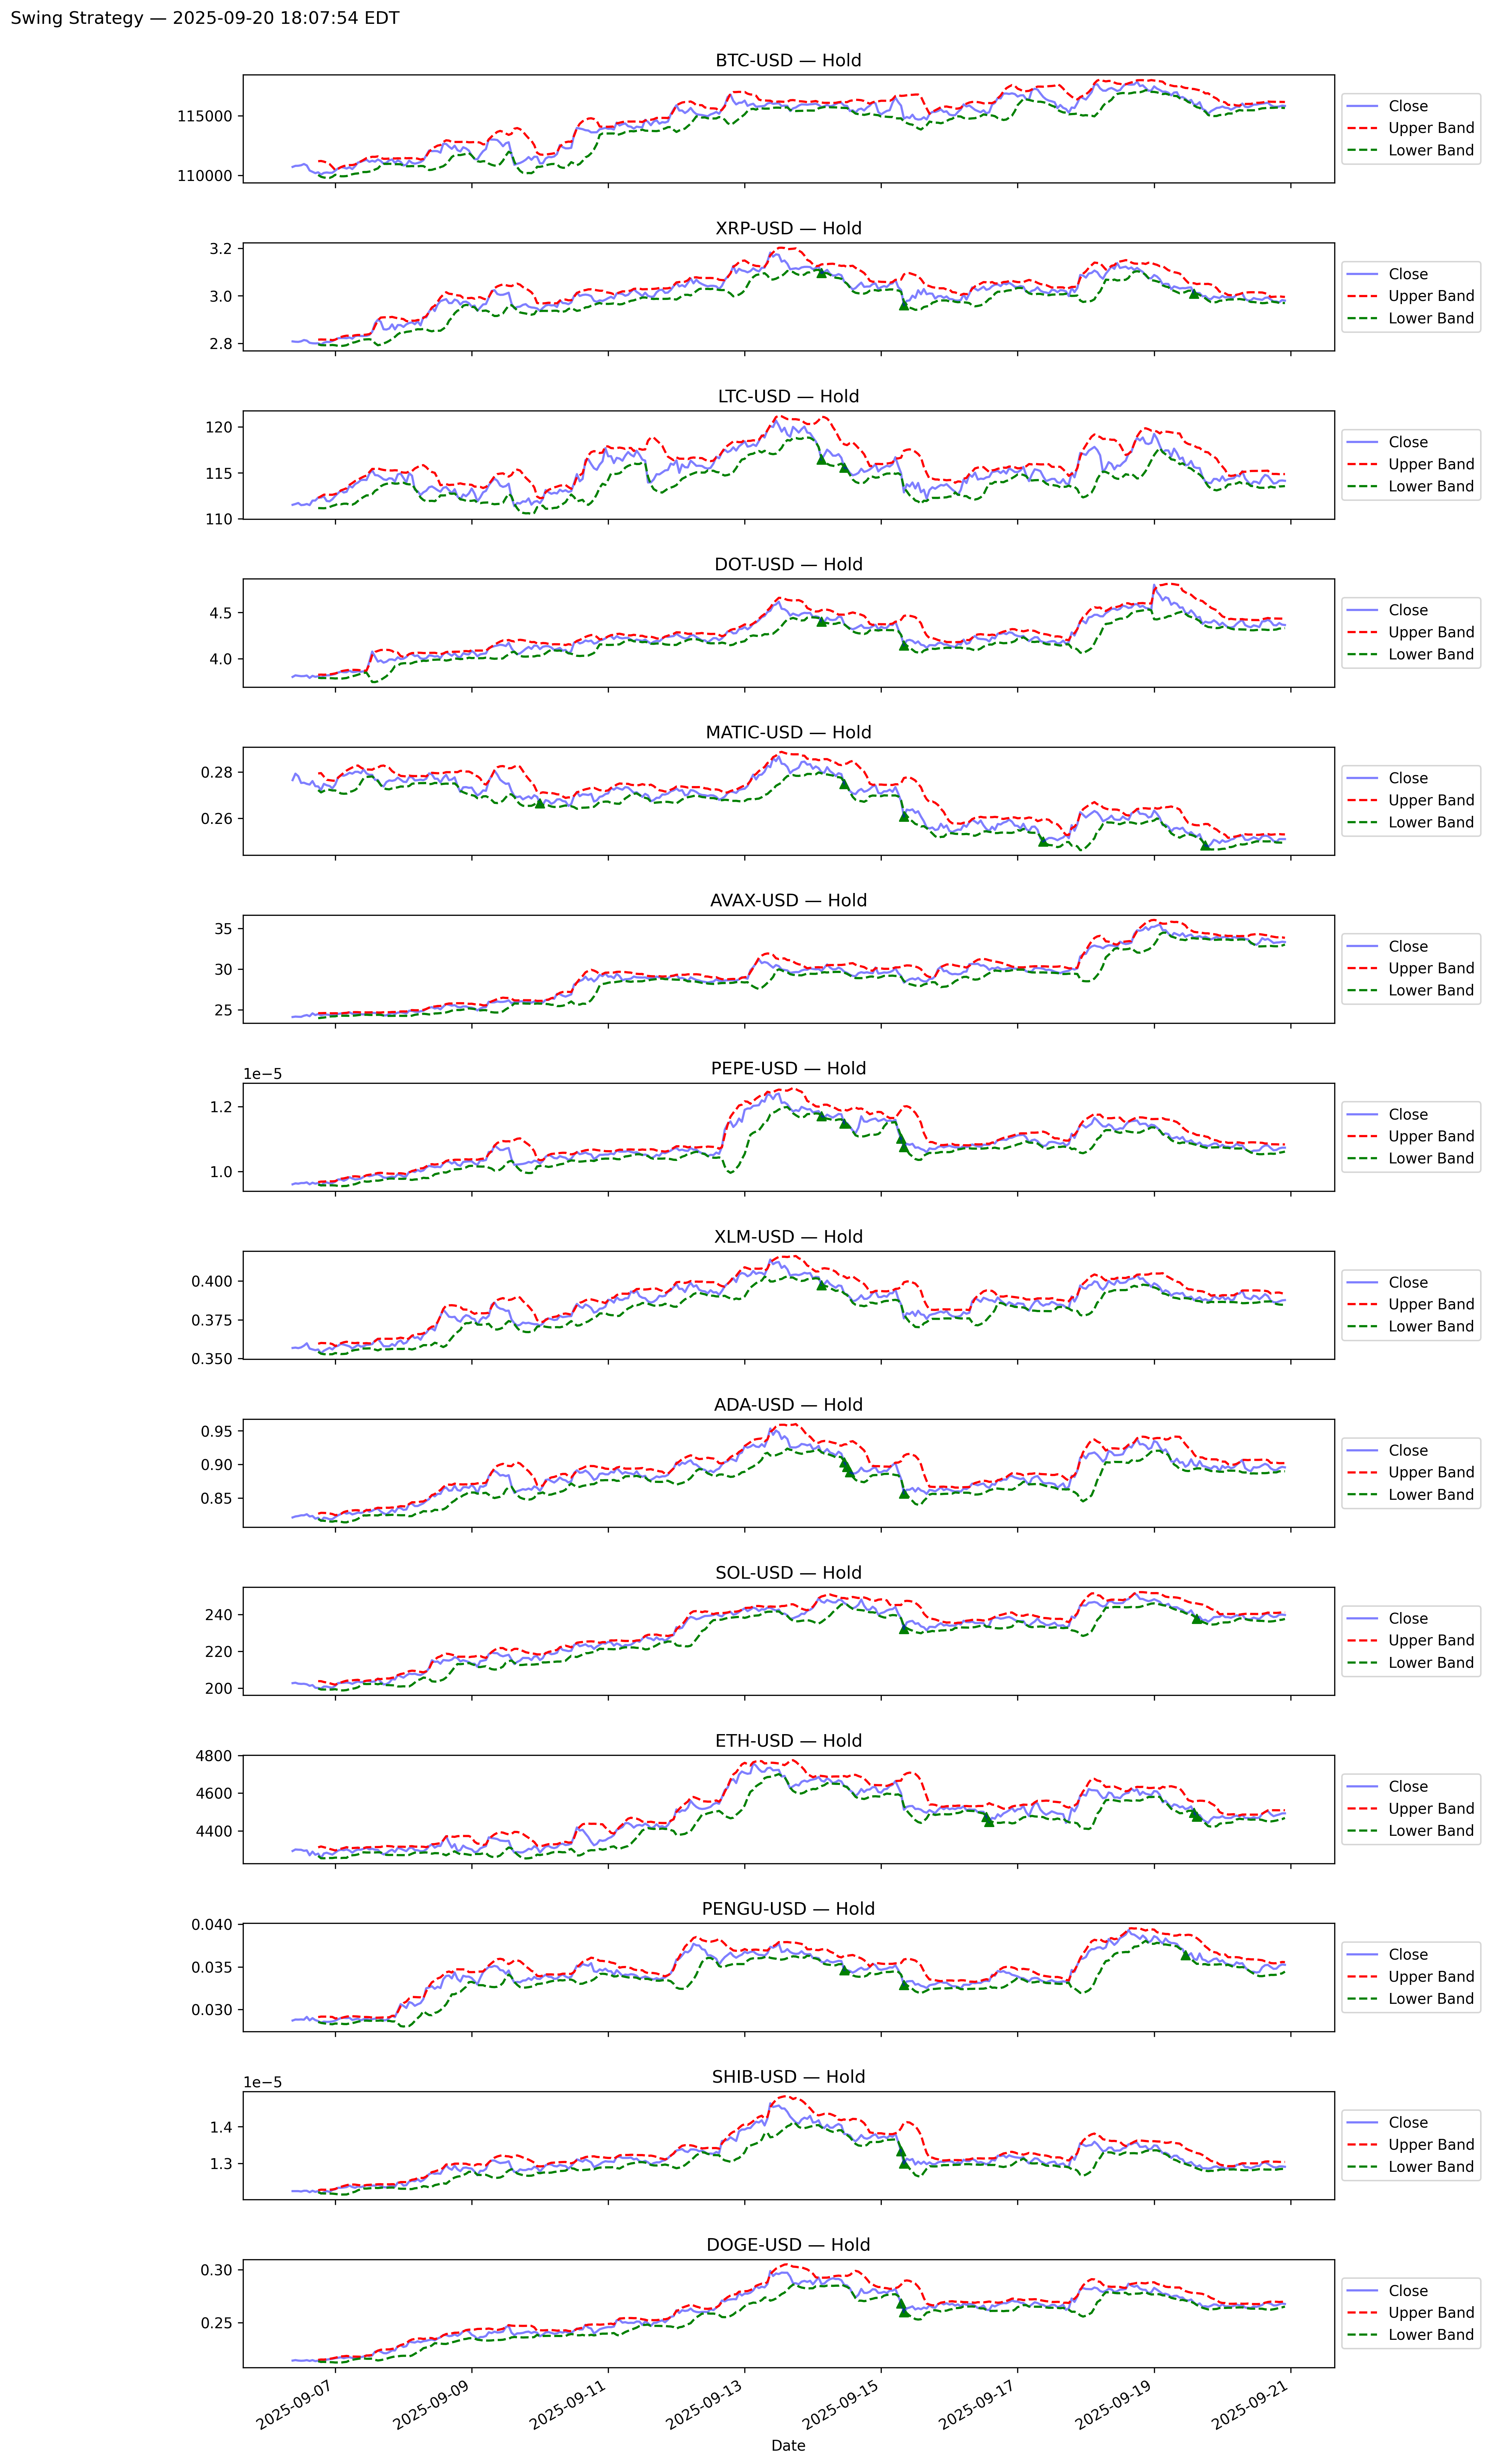 Swing Strategy — 2025-09-20 18:07:54 EDT
BTC-USD — Hold
115000
110000
Close
Upper Band
Lower Band
XRP-USD — Hold
3.2
3.0
2.8
Close
Upper Band
Lower Band
LTC-USD — Hold
120
115
110
Close
Upper Band
Lower Band
DOT-USD — Hold
4.5
4.0
Close
Upper Band
Lower Band
MATIC-USD — Hold
0.28
0.26
Close
Upper Band
Lower Band
AVAX-USD — Hold
35
30
25
Close
Upper Band
Lower Band
PEPE-USD — Hold
1e−5
1.2
1.0
Close
Upper Band
Lower Band
XLM-USD — Hold
0.400
0.375
0.350
Close
Upper Band
Lower Band
ADA-USD — Hold
0.95
0.90
0.85
Close
Upper Band
Lower Band
SOL-USD — Hold
240
220
200
Close
Upper Band
Lower Band
ETH-USD — Hold
4800
4600
4400
Close
Upper Band
Lower Band
PENGU-USD — Hold
0.040
0.035
0.030
Close
Upper Band
Lower Band
SHIB-USD — Hold
1e−5
1.4
1.3
Close
Upper Band
Lower Band
DOGE-USD — Hold
0.30
0.25
Close
Upper Band
Lower Band
2025-09-07
2025-09-09
2025-09-11
2025-09-13
2025-09-15
2025-09-17
2025-09-19
2025-09-21
Date